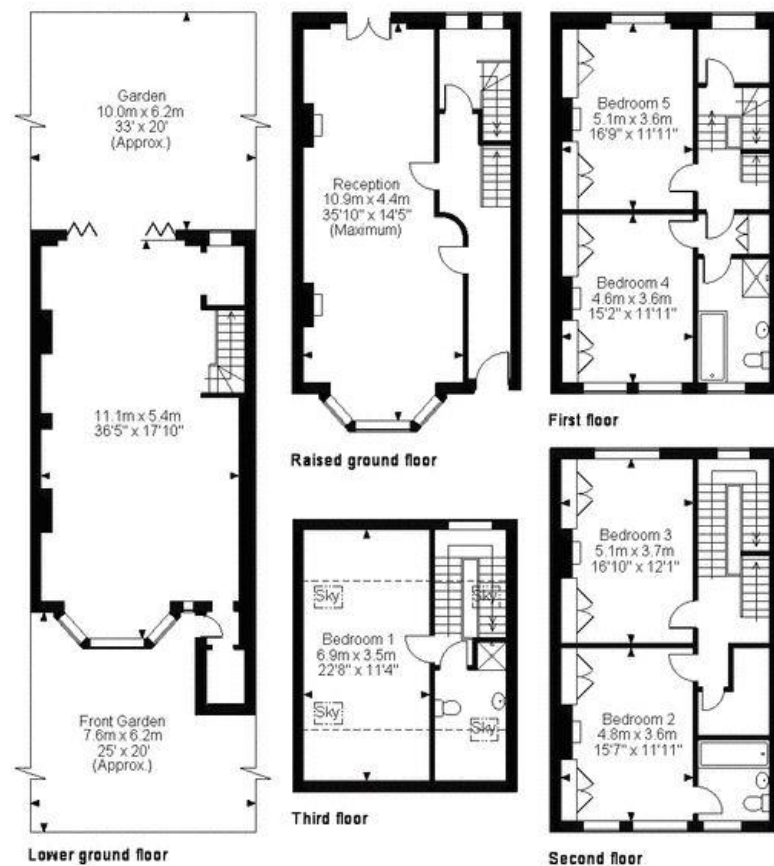 Garden
10.0m x 6.2m
33' x 20'
(Approx.)
11.1m x 5.4m
36'5" x 17'10"
Front Garden
7.6m x 6.2m
25' x 20'
(Approx.)
Lower ground floor
Reception
10.9m x 4.4m
35'10" x 14'5"
(Maximum)
Raised ground floor
Sky
Sky
Bedroom 1
6.9m x 3.5m
22'8" x 11'4"
Sky
Sky
Third floor
Bedroom 5
5.1m x 3.6m
16'9" x 11'11"
Bedroom 4
4.6m x 3.6m
15'2" x 11'11"
First floor
Bedroom 3
5.1m x 3.7m
16'10" x 12'1"
Bedroom 2
4.8m x 3.6m
15'7" x 11'11"
Second floor